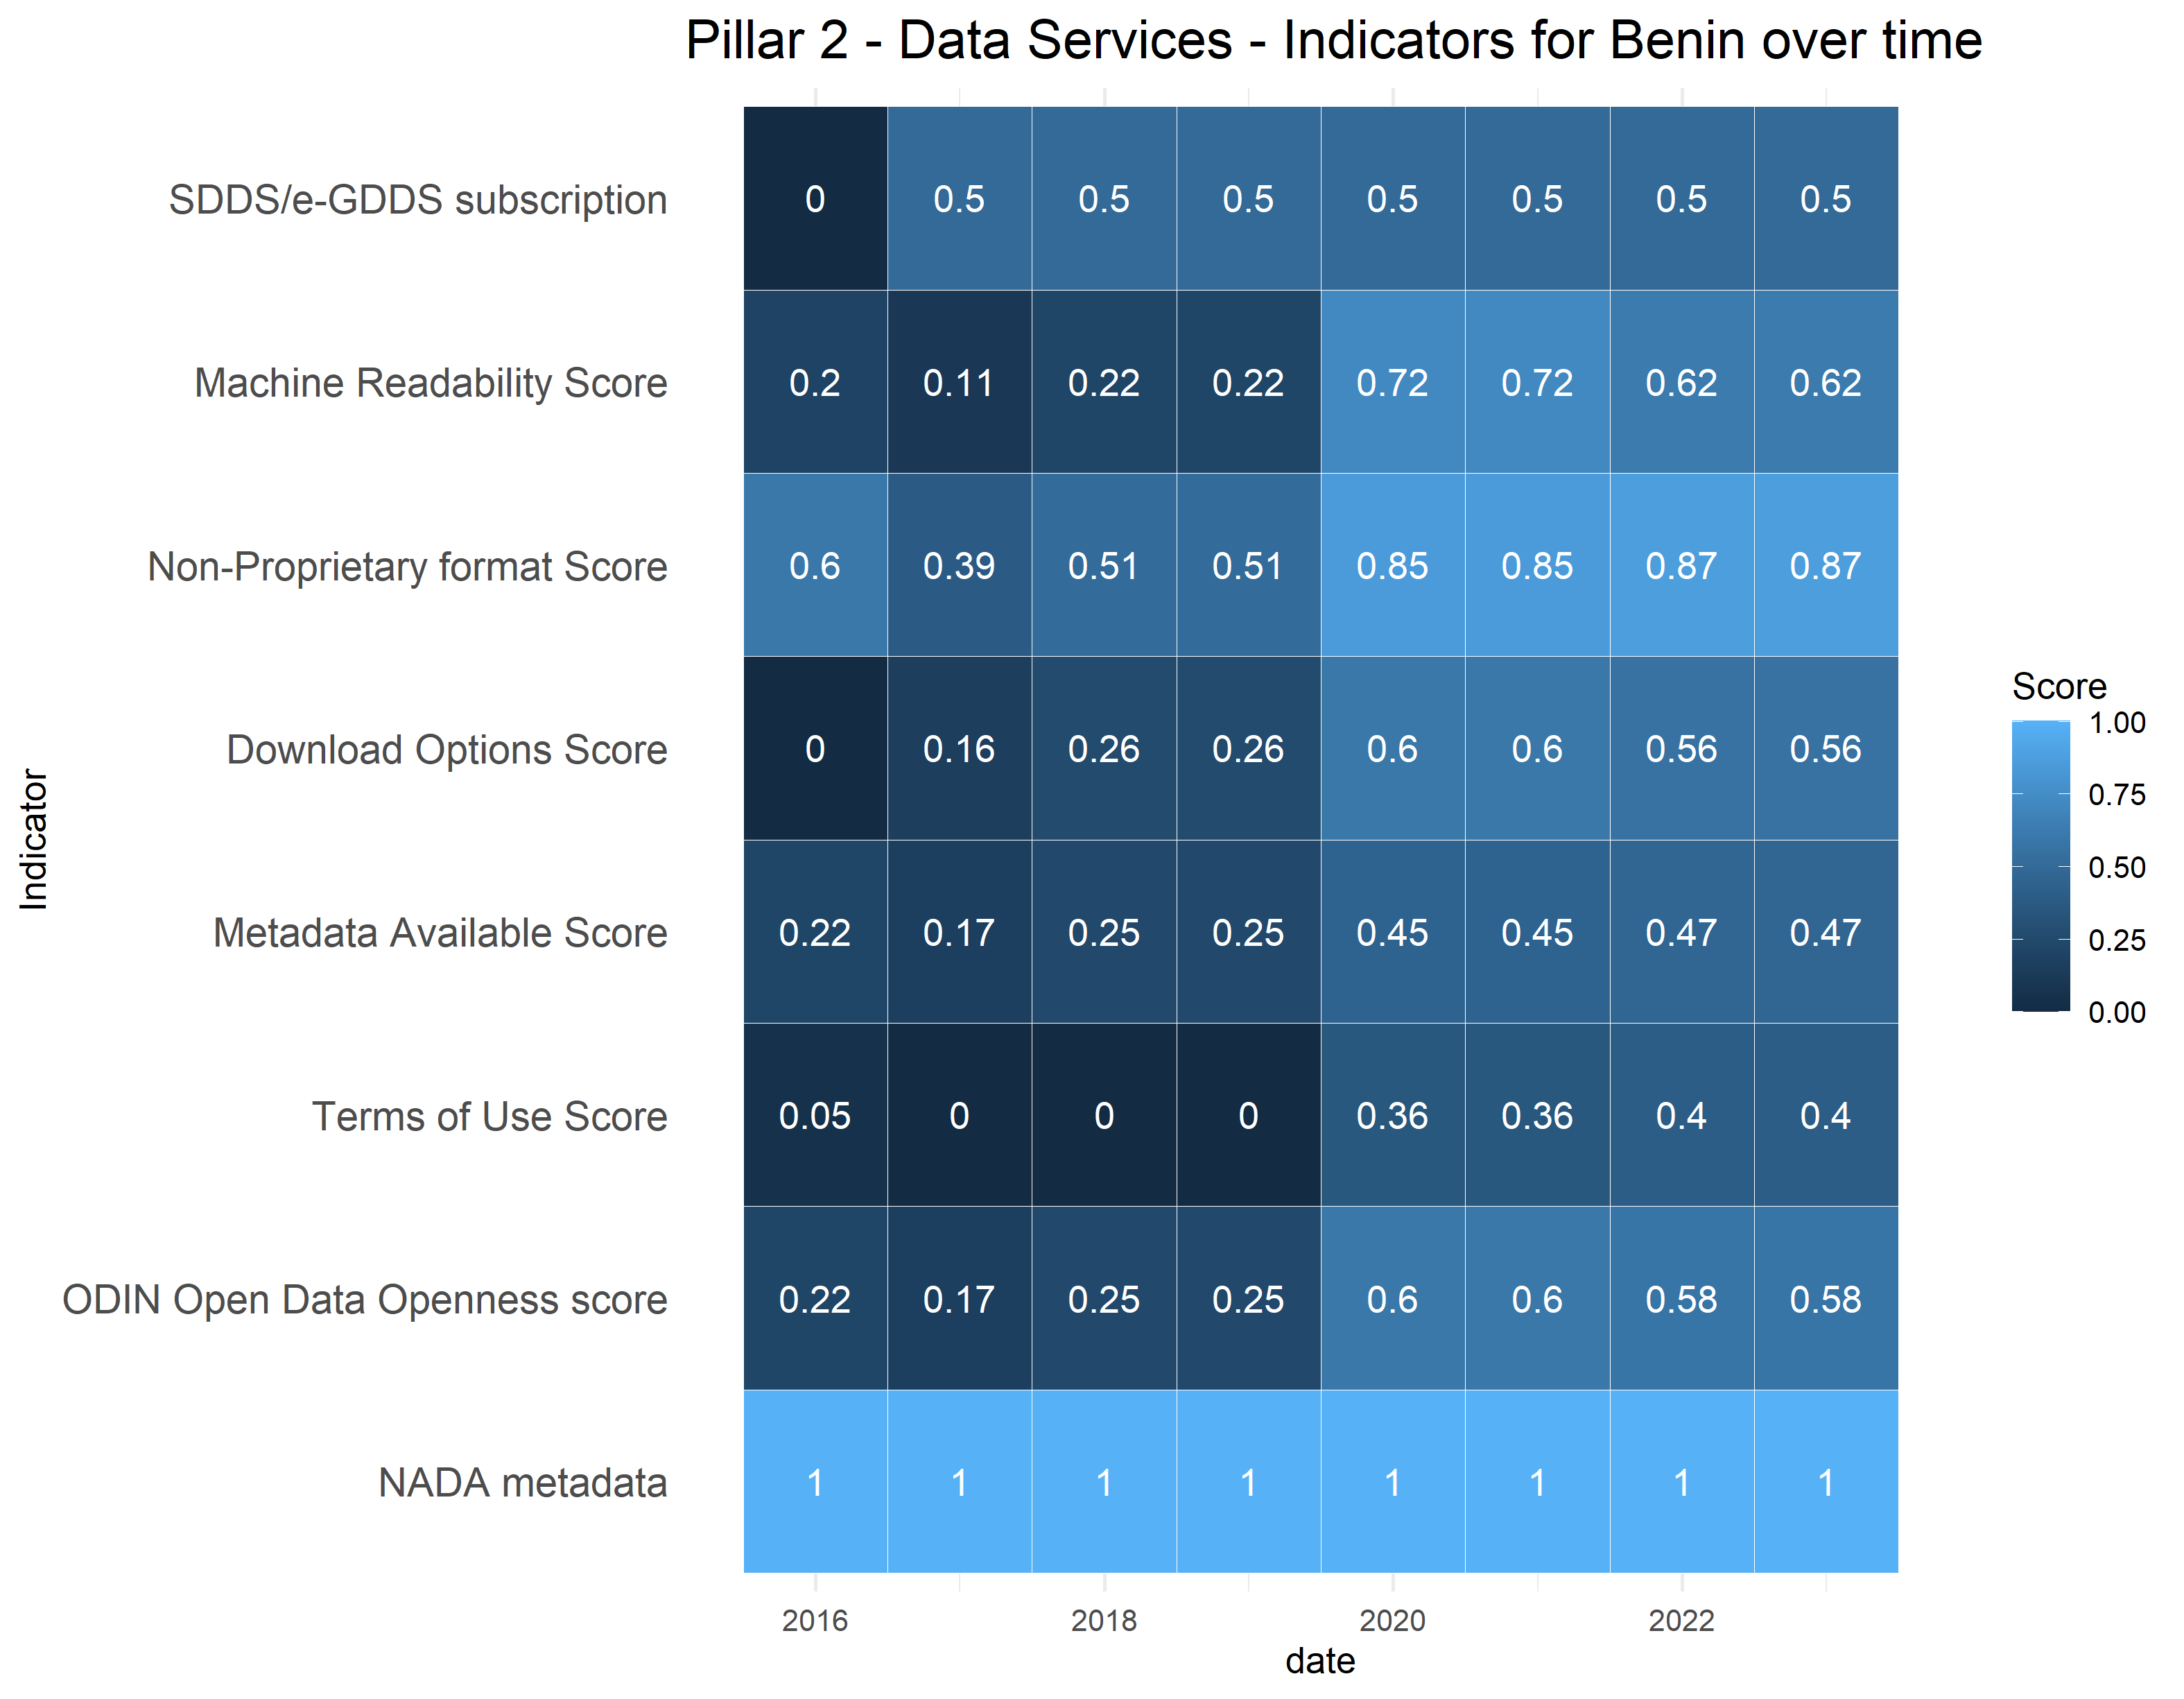 Pillar 2 - Data Services - Indicators for Benin over time
SDDS/e-GDDS subscription 0 0.5 0.5 0.5 0.5 0.5 0.5 0.5
Machine Readability Score 0.2 0.11 0.22 0.22 0.72 0.72 0.62 0.62
Non-Proprietary format Score 0.6 0.39 0.51 0.51 0.85 0.85 0.87 0.87
Download Options Score 0 0.16 0.26 0.26 0.6 0.6 0.56 0.56
Metadata Available Score 0.22 0.17 0.25 0.25 0.45 0.45 0.47 0.47
Terms of Use Score 0.05 0 0 0 0.36 0.36 0.4 0.4
ODIN Open Data Openness score 0.22 0.17 0.25 0.25 0.6 0.6 0.58 0.58
NADA metadata 1 1 1 1 1 1 1 1
2016 2018 2020 2022
date
Indicator
Score
1.00
0.75
0.50
0.25
0.00